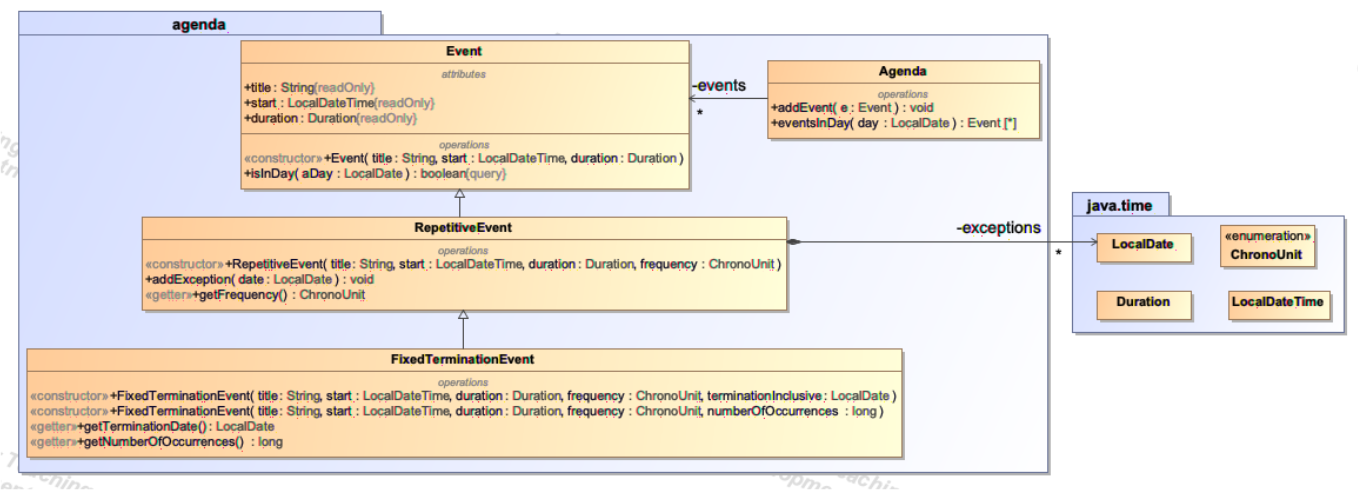 agenda
Event
attributes
+title : String{readOnly}
+start : LocalDateTime{readOnly}
+duration : Duration{readOnly}
operations
«constructor» +Event( title : String, start : LocalDateTime, duration : Duration )
+isInDay( aDay : LocalDate ) : boolean{query}
-events
*
Agenda
operations
+addEvent( e : Event ) : void
+eventsInDay( day : LocalDate ) : Event [*]
RepetitiveEvent
operations
«constructor» +RepetitiveEvent( title : String, start : LocalDateTime, duration : Duration, frequency : ChronoUnit )
+addException( date : LocalDate ) : void
«getter»+getFrequency() : ChronoUnit
-exceptions
*
java.time
LocalDate
«enumeration»
ChronoUnit
Duration
LocalDateTime
FixedTerminationEvent
operations
«constructor» +FixedTerminationEvent( title : String, start : LocalDateTime, duration : Duration, frequency : ChronoUnit, terminationInclusive : LocalDate )
«constructor» +FixedTerminationEvent( title : String, start : LocalDateTime, duration : Duration, frequency : ChronoUnit, numberOfOccurrences : long )
«getter»+getTerminationDate() : LocalDate
«getter»+getNumberOfOccurrences() : long